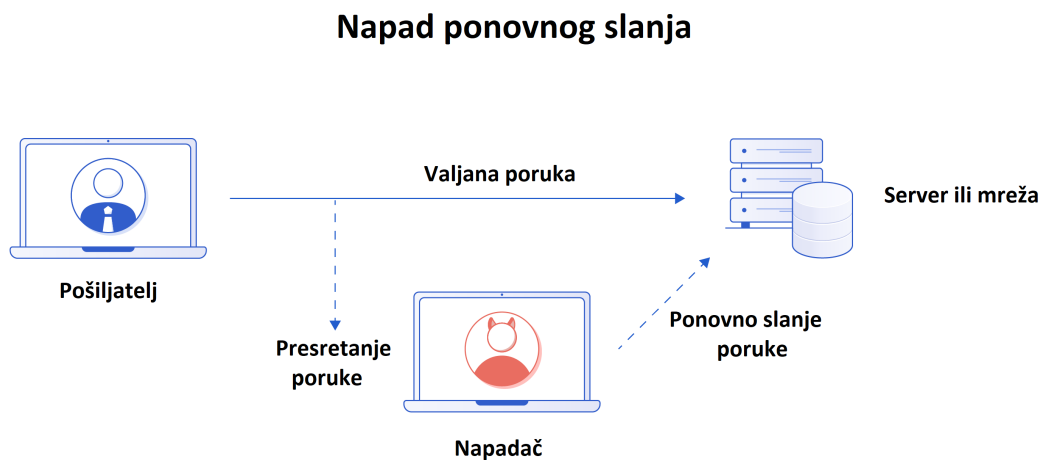 Napad ponovnog slanja
Valjana poruka
Server ili mreža
Pošiljatelj
Presretanje
poruke
Ponovno slanje
poruke
Napadač